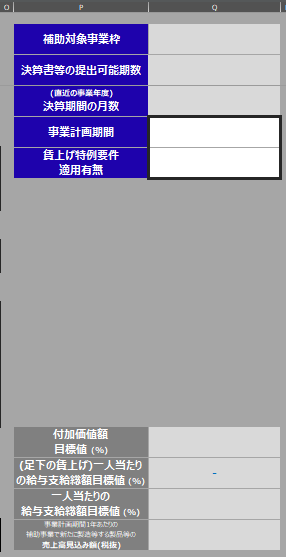 O P Q
補助対象事業枠
決算書等の提出可能期数
(直近の事業年度)
決算期間の月数
事業計画期間
賃上げ特例要件
適用有無
付加価値額
目標値 (%)
(足下の賃上げ)一人当たり
の給与支給総額目標値 (%)
-
一人当たりの
給与支給総額目標値 (%)
事業計画期間1年あたりの
補助事業で新たに製造等する製品等の
売上高見込み額(税抜)